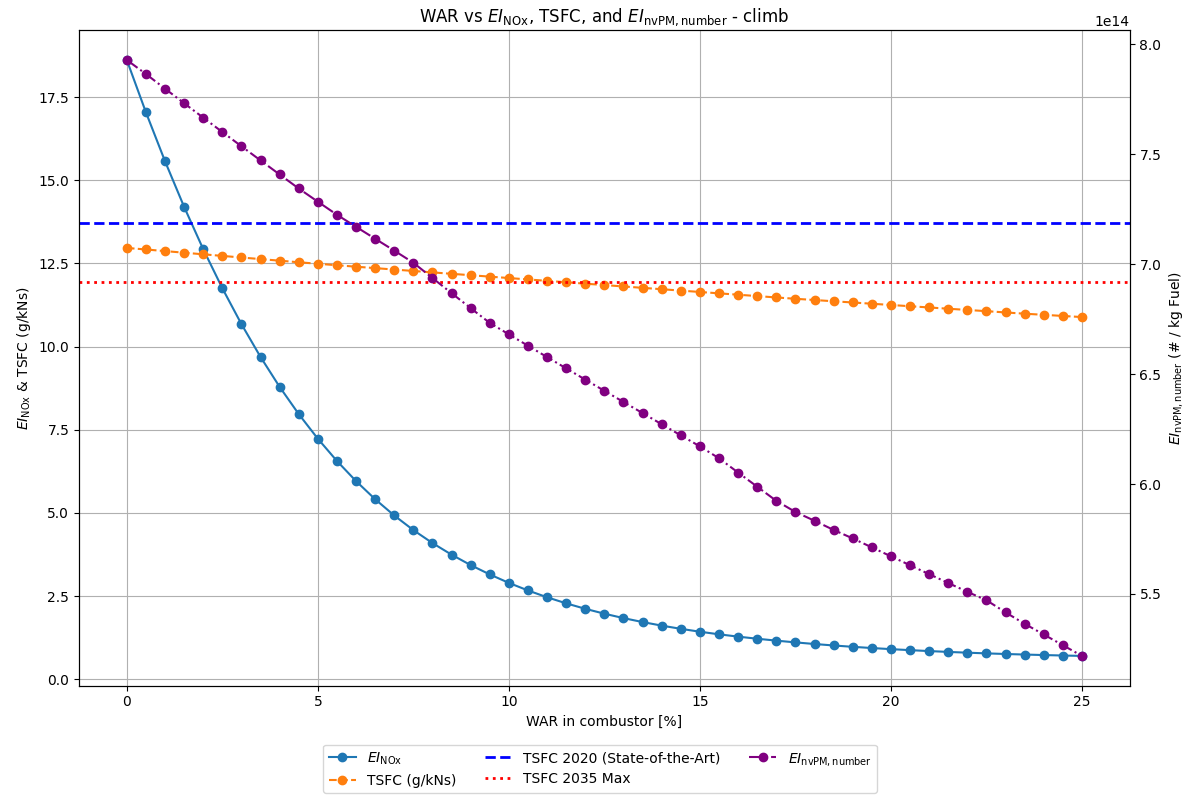 WAR vs EI_NOx, TSFC, and EI_nvPM, number - climb
1e14
17.5
15.0
12.5
10.0
7.5
5.0
2.5
0.0
EI_NOx & TSFC (g/kNs)
8.0
7.5
7.0
6.5
6.0
5.5
EI_nvPM, number (# / kg Fuel)
0 5 10 15 20 25
WAR in combustor [%]
EI_NOx
TSFC (g/kNs)
TSFC 2020 (State-of-the-Art)
TSFC 2035 Max
EI_nvPM, number